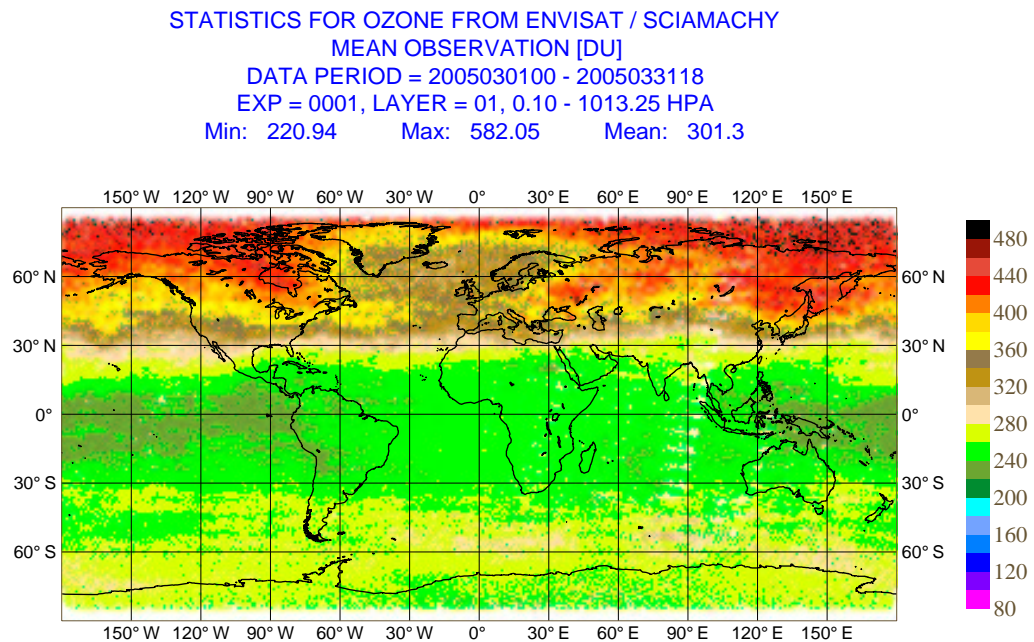 STATISTICS FOR OZONE FROM ENVISAT / SCIAMACHY
MEAN OBSERVATION [DU]
DATA PERIOD = 2005030100 - 2005033118
EXP = 0001, LAYER = 01, 0.10 - 1013.25 HPA
Min: 220.94 Max: 582.05 Mean: 301.3
150° W 120° W 90° W 60° W 30° W 0° 30° E 60° E 90° E 120° E 150° E
60° N 60° N
30° N 30° N
0° 0°
30° S 30° S
60° S 60° S
150° W 120° W 90° W 60° W 30° W 0° 30° E 60° E 90° E 120° E 150° E
480
440
400
360
320
280
240
200
160
120
80